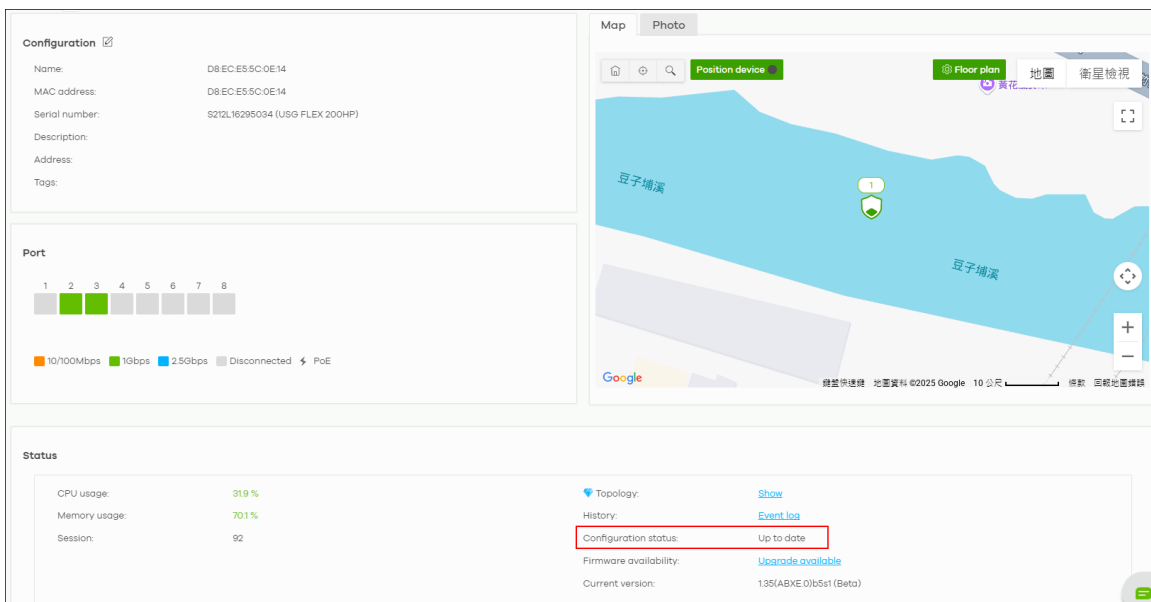 Configuration
Name: D8:EC:E5:5C:0E:14
MAC address: D8:EC:E5:5C:0E:14
Serial number: S212L16295034 (USG FLEX 200HP)
Description:
Address:
Tags:
Port
1 2 3 4 5 6 7 8
10/100Mbps 1Gbps 2.5Gbps Disconnected PoE
Map Photo
Position device
Floor plan
地圖 衛星檢視
黃花
豆子埔溪
1
豆子埔溪
Google
鍵盤快速鍵 地圖資料 ©2025 Google 10 公尺 條款 回報地圖錯誤
Status
CPU usage: 31.9 %
Memory usage: 70.1 %
Session: 92
Topology: Show
History: Event log
Configuration status: Up to date
Firmware availability: Upgrade available
Current version: 1.35(ABXE.0)b5s1 (Beta)